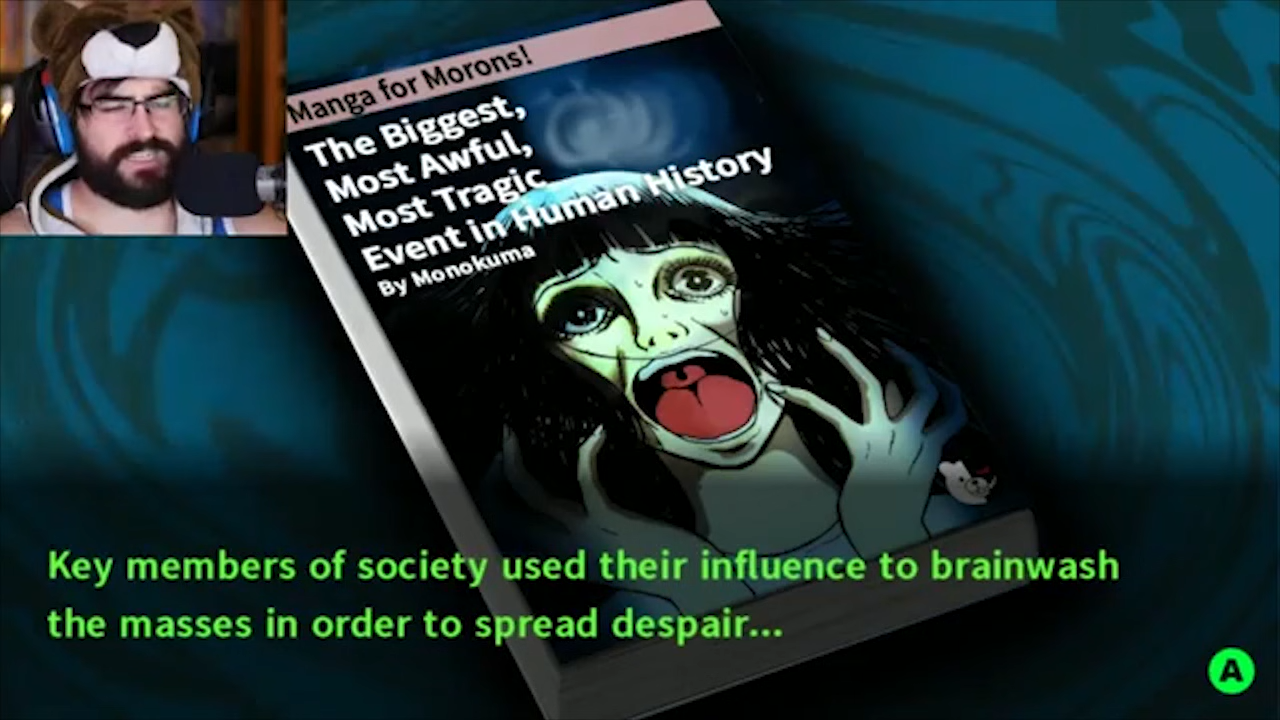 Manga for Morons!
The Biggest,
Most Awful,
Most Tragic
Event in Human History
By Monokuma
Key members of society used their influence to brainwash
the masses in order to spread despair...
A